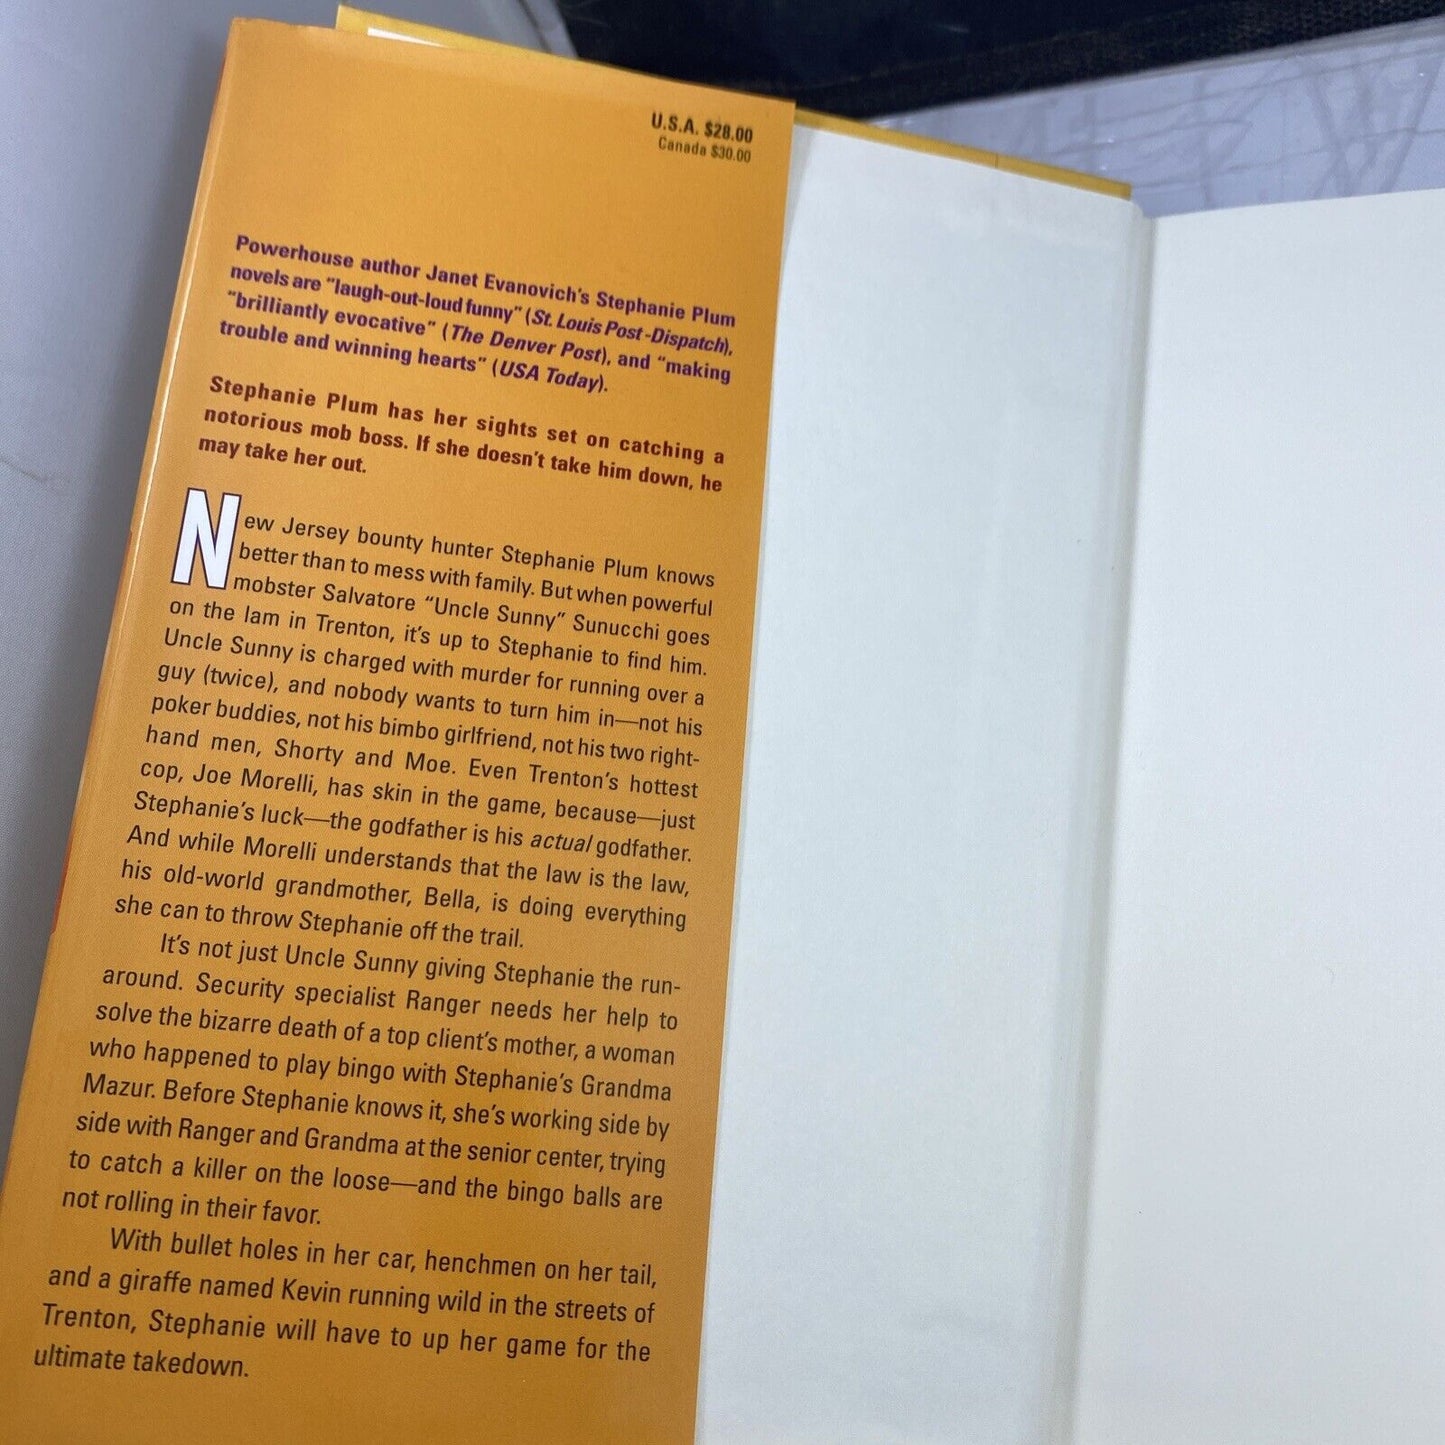 U.S.A. $28.00
Canada $30.00
Powerhouse author Janet Evanovich's Stephanie Plum
novels are "laugh-out-loud funny" (St. Louis Post-Dispatch),
"brilliantly evocative" (The Denver Post), and "making
trouble and winning hearts" (USA Today).
Stephanie Plum has her sights set on catching a
notorious mob boss. If she doesn't take him down, he
may take her out.
New Jersey bounty hunter Stephanie Plum knows
better than to mess with family. But when powerful
mobster Salvatore "Uncle Sunny" Sunucchi goes
on the lam in Trenton, it's up to Stephanie to find him.
Uncle Sunny is charged with murder for running over a
guy (twice), and nobody wants to turn him in—not his
poker buddies, not his bimbo girlfriend, not his two right-
hand men, Shorty and Moe. Even Trenton's hottest
cop, Joe Morelli, has skin in the game, because—just
Stephanie's luck—the godfather is his actual godfather.
And while Morelli understands that the law is the law,
his old-world grandmother, Bella, is doing everything
she can to throw Stephanie off the trail.
It's not just Uncle Sunny giving Stephanie the run-
around. Security specialist Ranger needs her help to
solve the bizarre death of a top client's mother, a woman
who happened to play bingo with Stephanie's Grandma
Mazur. Before Stephanie knows it, she's working side by
side with Ranger and Grandma at the senior center, trying
to catch a killer on the loose—and the bingo balls are
not rolling in their favor.
With bullet holes in her car, henchmen on her tail,
and a giraffe named Kevin running wild in the streets of
Trenton, Stephanie will have to up her game for the
ultimate takedown.